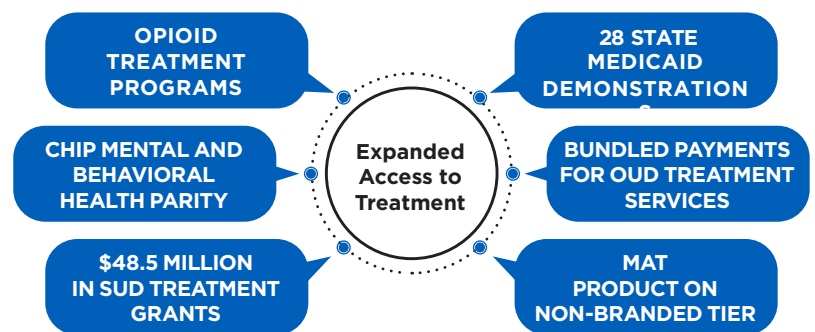 OPIOID
TREATMENT
PROGRAMS
28 STATE
MEDICAID
DEMONSTRATION
CHIP MENTAL AND
BEHAVIORAL
HEALTH PARITY
Expanded
Access to
Treatment
BUNDLED PAYMENTS
FOR OUD TREATMENT
SERVICES
$48.5 MILLION
IN SUD TREATMENT
GRANTS
MAT
PRODUCT ON
NON-BRANDED TIER